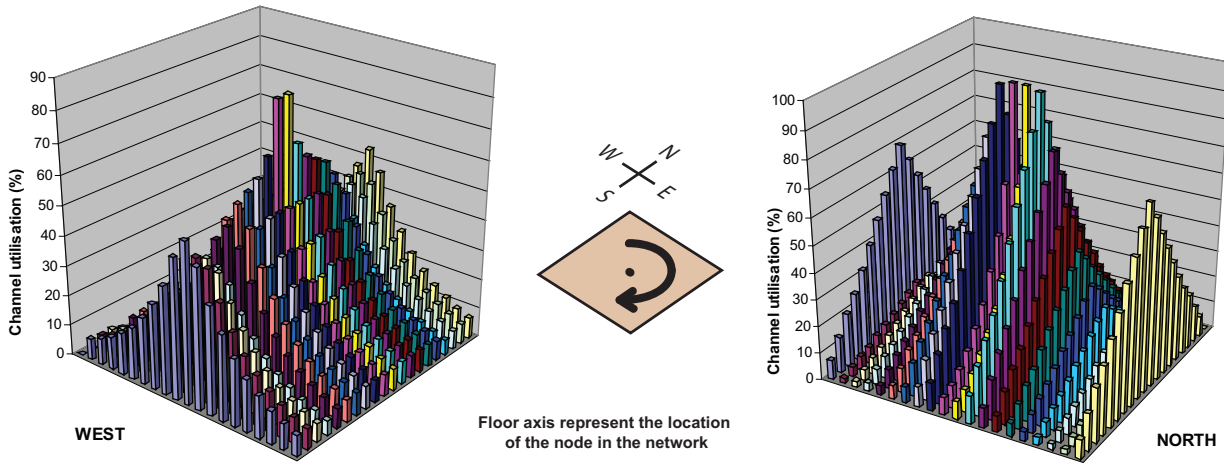 90
80
70
60
50
40
30
20
10
0
Channel utilisation (%)
WEST
W
N
S
E
Floor axis represent the location
of the node in the network
100
90
80
70
60
50
40
30
20
10
0
Channel utilisation (%)
NORTH